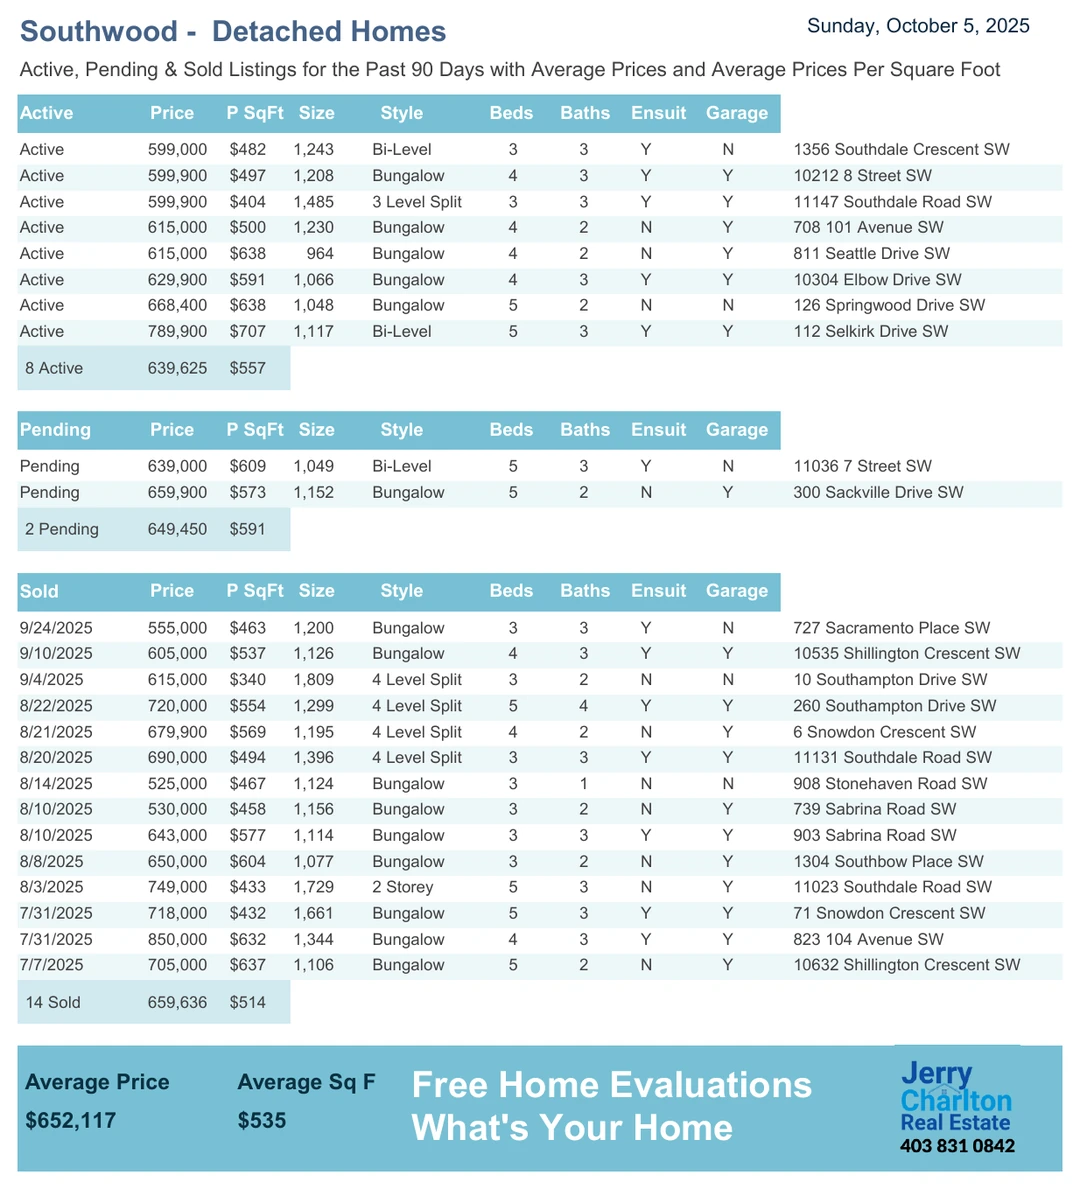 Southwood -  Detached Homes
Sunday, October 5, 2025
Active, Pending & Sold Listings for the Past 90 Days with Average Prices and Average Prices Per Square Foot
Active Price P SqFt Size Style Beds Baths Ensuit Garage
Active 599,000 $482 1,243 Bi-Level 3 3 Y N 1356 Southdale Crescent SW
Active 599,900 $497 1,208 Bungalow 4 3 Y Y 10212 8 Street SW
Active 599,900 $404 1,485 3 Level Split 3 3 Y Y 11147 Southdale Road SW
Active 615,000 $500 1,230 Bungalow 4 2 N Y 708 101 Avenue SW
Active 615,000 $638 964 Bungalow 4 2 N Y 811 Seattle Drive SW
Active 629,900 $591 1,066 Bungalow 4 3 Y Y 10304 Elbow Drive SW
Active 668,400 $638 1,048 Bungalow 5 2 N N 126 Springwood Drive SW
Active 789,900 $707 1,117 Bi-Level 5 3 Y Y 112 Selkirk Drive SW
8 Active 639,625 $557
Pending Price P SqFt Size Style Beds Baths Ensuit Garage
Pending 639,000 $609 1,049 Bi-Level 5 3 Y N 11036 7 Street SW
Pending 659,900 $573 1,152 Bungalow 5 2 N Y 300 Sackville Drive SW
2 Pending 649,450 $591
Sold Price P SqFt Size Style Beds Baths Ensuit Garage
9/24/2025 555,000 $463 1,200 Bungalow 3 3 Y N 727 Sacramento Place SW
9/10/2025 605,000 $537 1,126 Bungalow 4 3 Y Y 10535 Shillington Crescent SW
9/4/2025 615,000 $340 1,809 4 Level Split 3 2 N N 10 Southampton Drive SW
8/22/2025 720,000 $554 1,299 4 Level Split 5 4 Y Y 260 Southampton Drive SW
8/21/2025 679,900 $569 1,195 4 Level Split 4 2 N Y 6 Snowdon Crescent SW
8/20/2025 690,000 $494 1,396 4 Level Split 3 3 Y Y 11131 Southdale Road SW
8/14/2025 525,000 $467 1,124 Bungalow 3 1 N N 908 Stonehaven Road SW
8/10/2025 530,000 $458 1,156 Bungalow 3 2 N Y 739 Sabrina Road SW
8/10/2025 643,000 $577 1,114 Bungalow 3 3 Y Y 903 Sabrina Road SW
8/8/2025 650,000 $604 1,077 Bungalow 3 2 N Y 1304 Southbow Place SW
8/3/2025 749,000 $433 1,729 2 Storey 5 3 N Y 11023 Southdale Road SW
7/31/2025 718,000 $432 1,661 Bungalow 5 3 Y Y 71 Snowdon Crescent SW
7/31/2025 850,000 $632 1,344 Bungalow 4 3 Y Y 823 104 Avenue SW
7/7/2025 705,000 $637 1,106 Bungalow 5 2 N Y 10632 Shillington Crescent SW
14 Sold 659,636 $514
Average Price Average Sq F
$652,117 $535
Free Home Evaluations
What's Your Home
Jerry
Charlton
Real Estate
403 831 0842